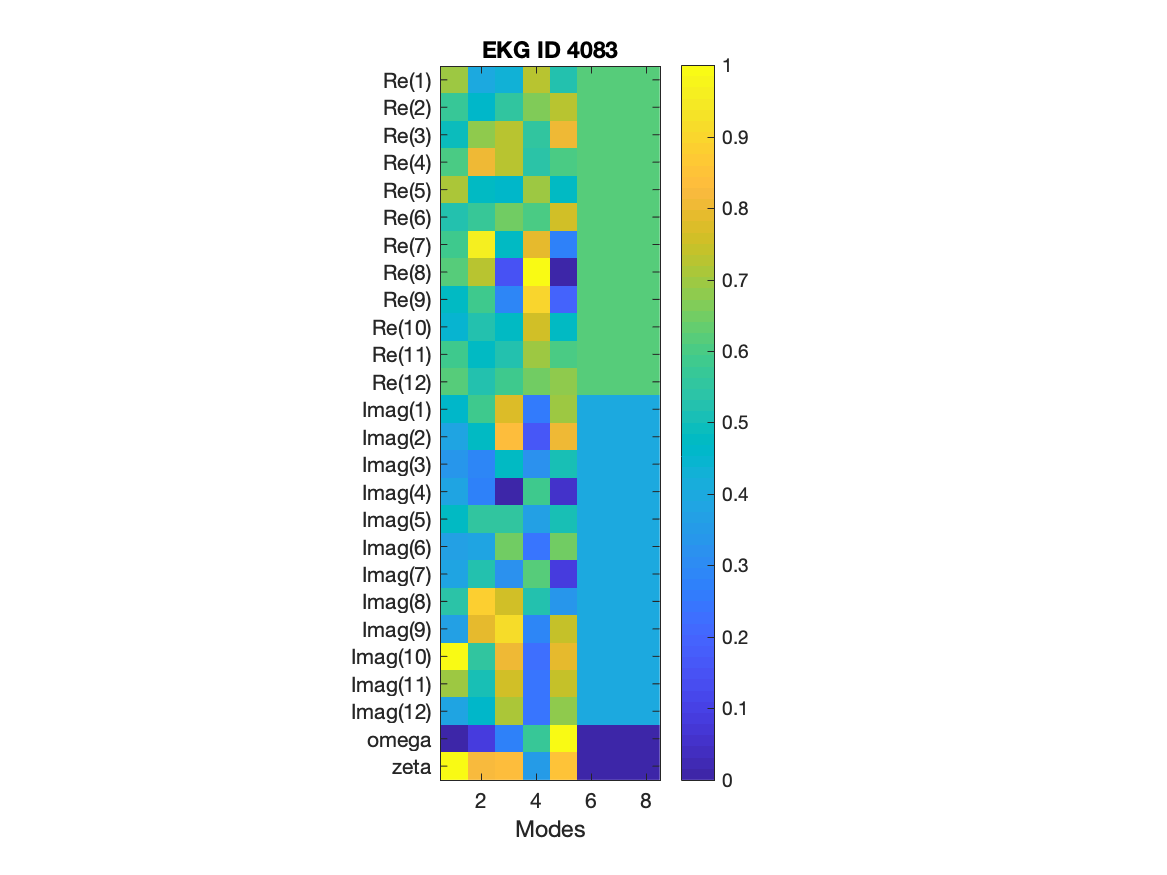 EKG ID 4083
Re(1)
Re(2)
Re(3)
Re(4)
Re(5)
Re(6)
Re(7)
Re(8)
Re(9)
Re(10)
Re(11)
Re(12)
Imag(1)
Imag(2)
Imag(3)
Imag(4)
Imag(5)
Imag(6)
Imag(7)
Imag(8)
Imag(9)
Imag(10)
Imag(11)
Imag(12)
omega
zeta
2 4 6 8
Modes
1
0.9
0.8
0.7
0.6
0.5
0.4
0.3
0.2
0.1
0